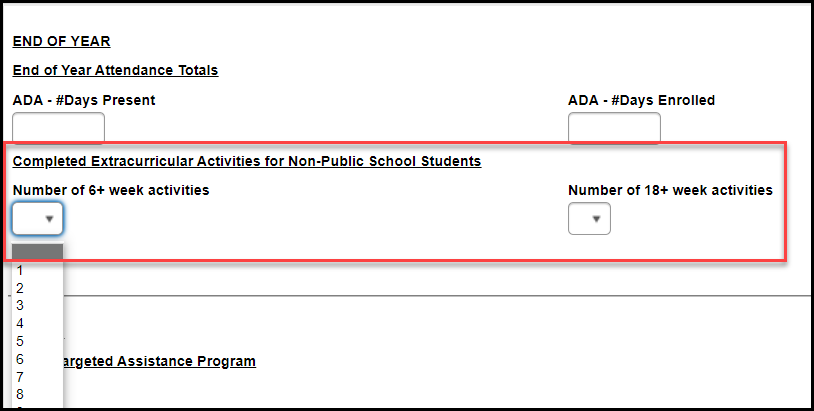 END OF YEAR
End of Year Attendance Totals
ADA - #Days Present ADA - #Days Enrolled
Completed Extracurricular Activities for Non-Public School Students
Number of 6+ week activities Number of 18+ week activities
1
2
3
4
5
6
argeted Assistance Program
7
8